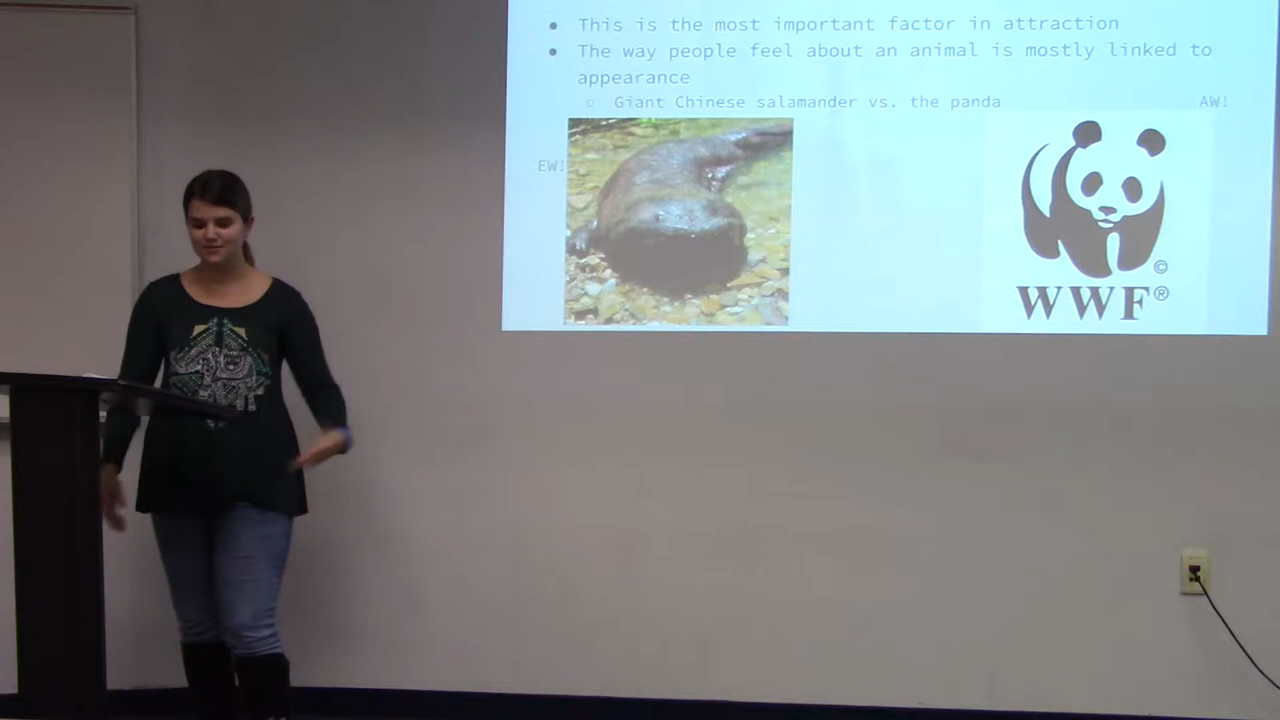 ● This is the most important factor in attraction
● The way people feel about an animal is mostly linked to
appearance
○ Giant Chinese salamander vs. the panda AW!
EW!
©
WWF®